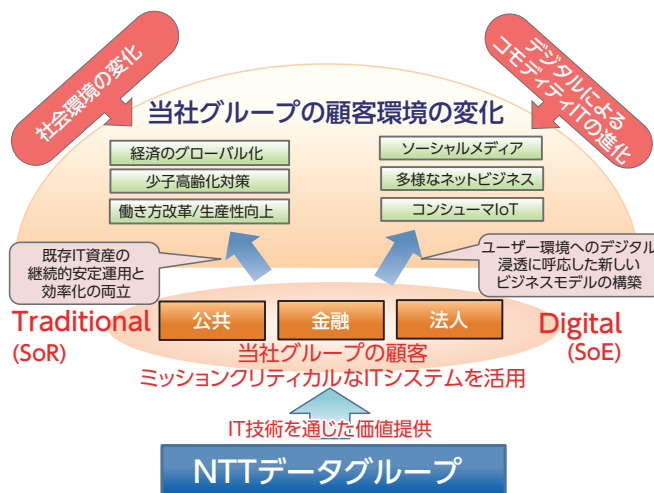 社会環境の変化
デジタルによる
コモディティITの進化
当社グループの顧客環境の変化
経済のグローバル化
少子高齢化対策
働き方改革/生産性向上
ソーシャルメディア
多様なネットビジネス
コンシューマIoT
既存IT資産の
継続的安定運用と
効率化の両立
ユーザー環境へのデジタル
浸透に呼応した新しい
ビジネスモデルの構築
Traditional
(SoR)
公共
金融
法人
Digital
(SoE)
当社グループの顧客
ミッションクリティカルなITシステムを活用
IT技術を通じた価値提供
NTTデータグループ